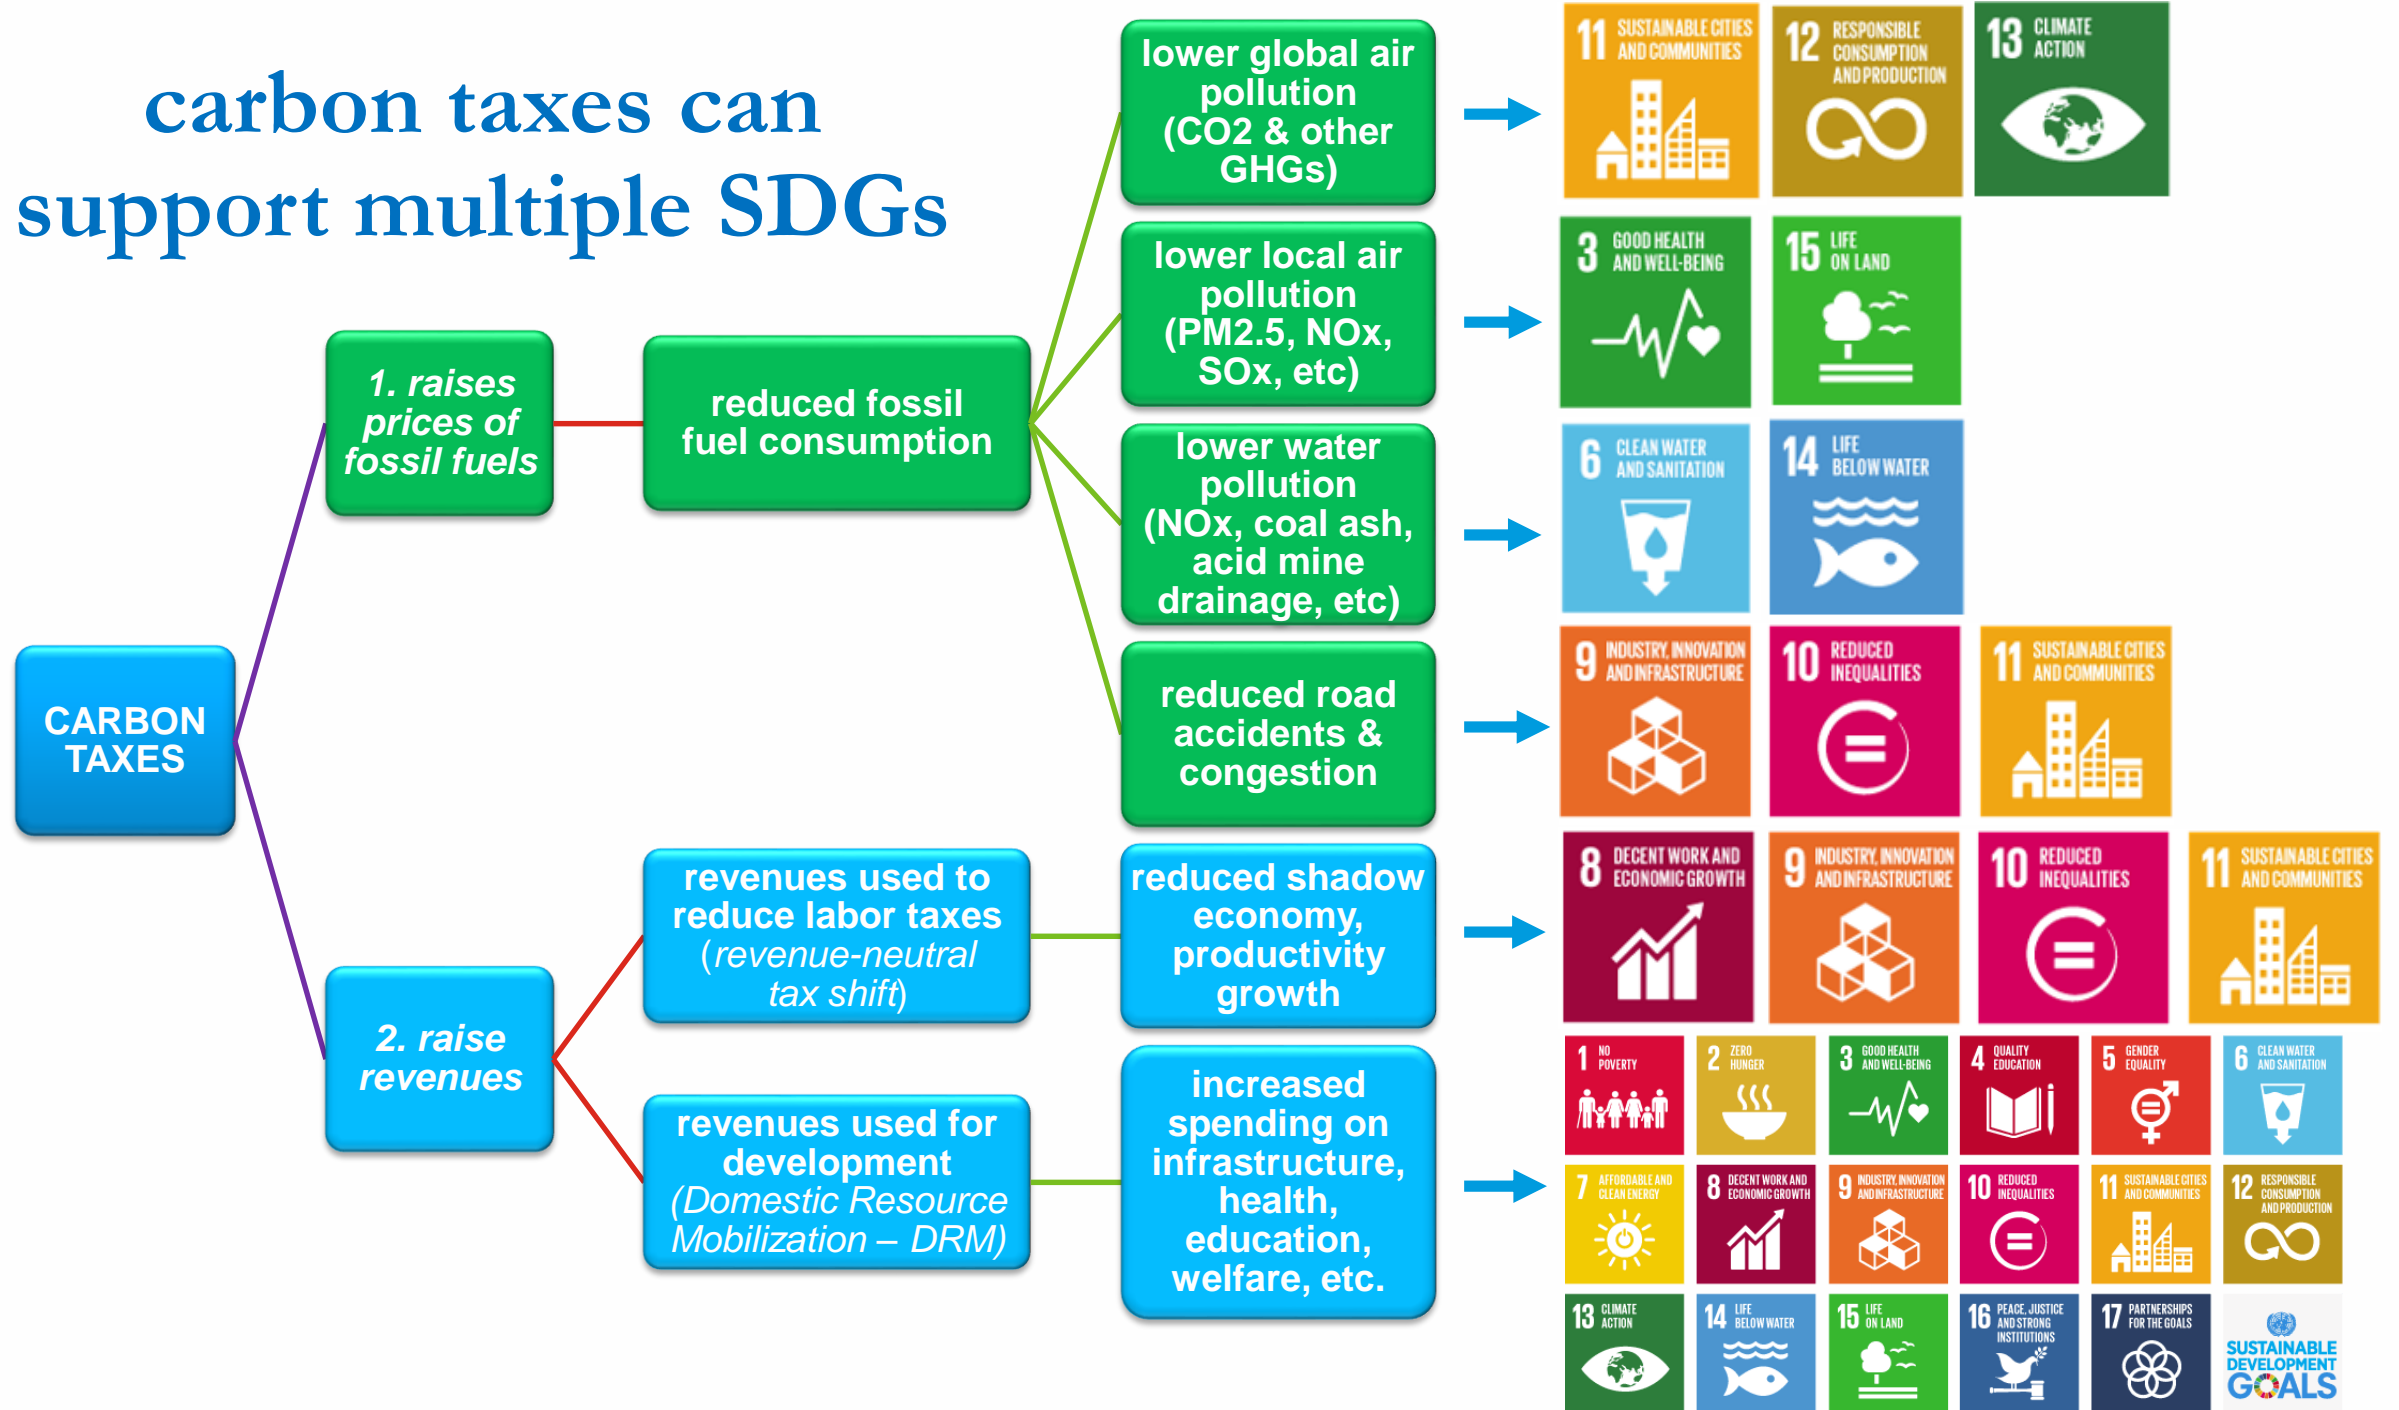 carbon taxes can
support multiple SDGs
CARBON
TAXES
1. raises
prices of
fossil fuels
reduced fossil
fuel consumption
lower global air
pollution
(CO2 & other
GHGs)
11 SUSTAINABLE CITIES
AND COMMUNITIES
12 RESPONSIBLE
CONSUMPTION
AND PRODUCTION
13 CLIMATE
ACTION
lower local air
pollution
(PM2.5, NOx,
SOx, etc)
3 GOOD HEALTH
AND WELL-BEING
15 LIFE
ON LAND
lower water
pollution
(NOx, coal ash,
acid mine
drainage, etc)
6 CLEAN WATER
AND SANITATION
14 LIFE
BELOW WATER
reduced road
accidents &
congestion
9 INDUSTRY, INNOVATION
AND INFRASTRUCTURE
10 REDUCED
INEQUALITIES
11 SUSTAINABLE CITIES
AND COMMUNITIES
2. raise
revenues
revenues used to
reduce labor taxes
(revenue-neutral
tax shift)
reduced shadow
economy,
productivity
growth
8 DECENT WORK AND
ECONOMIC GROWTH
9 INDUSTRY, INNOVATION
AND INFRASTRUCTURE
10 REDUCED
INEQUALITIES
11 SUSTAINABLE CITIES
AND COMMUNITIES
revenues used for
development
(Domestic Resource
Mobilization – DRM)
increased
spending on
infrastructure,
health,
education,
welfare, etc.
1 NO
POVERTY
2 ZERO
HUNGER
3 GOOD HEALTH
AND WELL-BEING
4 QUALITY
EDUCATION
5 GENDER
EQUALITY
6 CLEAN WATER
AND SANITATION
7 AFFORDABLE AND
CLEAN ENERGY
8 DECENT WORK AND
ECONOMIC GROWTH
9 INDUSTRY, INNOVATION
AND INFRASTRUCTURE
10 REDUCED
INEQUALITIES
11 SUSTAINABLE CITIES
AND COMMUNITIES
12 RESPONSIBLE
CONSUMPTION
AND PRODUCTION
13 CLIMATE
ACTION
14 LIFE
BELOW WATER
15 LIFE
ON LAND
16 PEACE, JUSTICE
AND STRONG
INSTITUTIONS
17 PARTNERSHIPS
FOR THE GOALS
SUSTAINABLE
DEVELOPMENT
GOALS